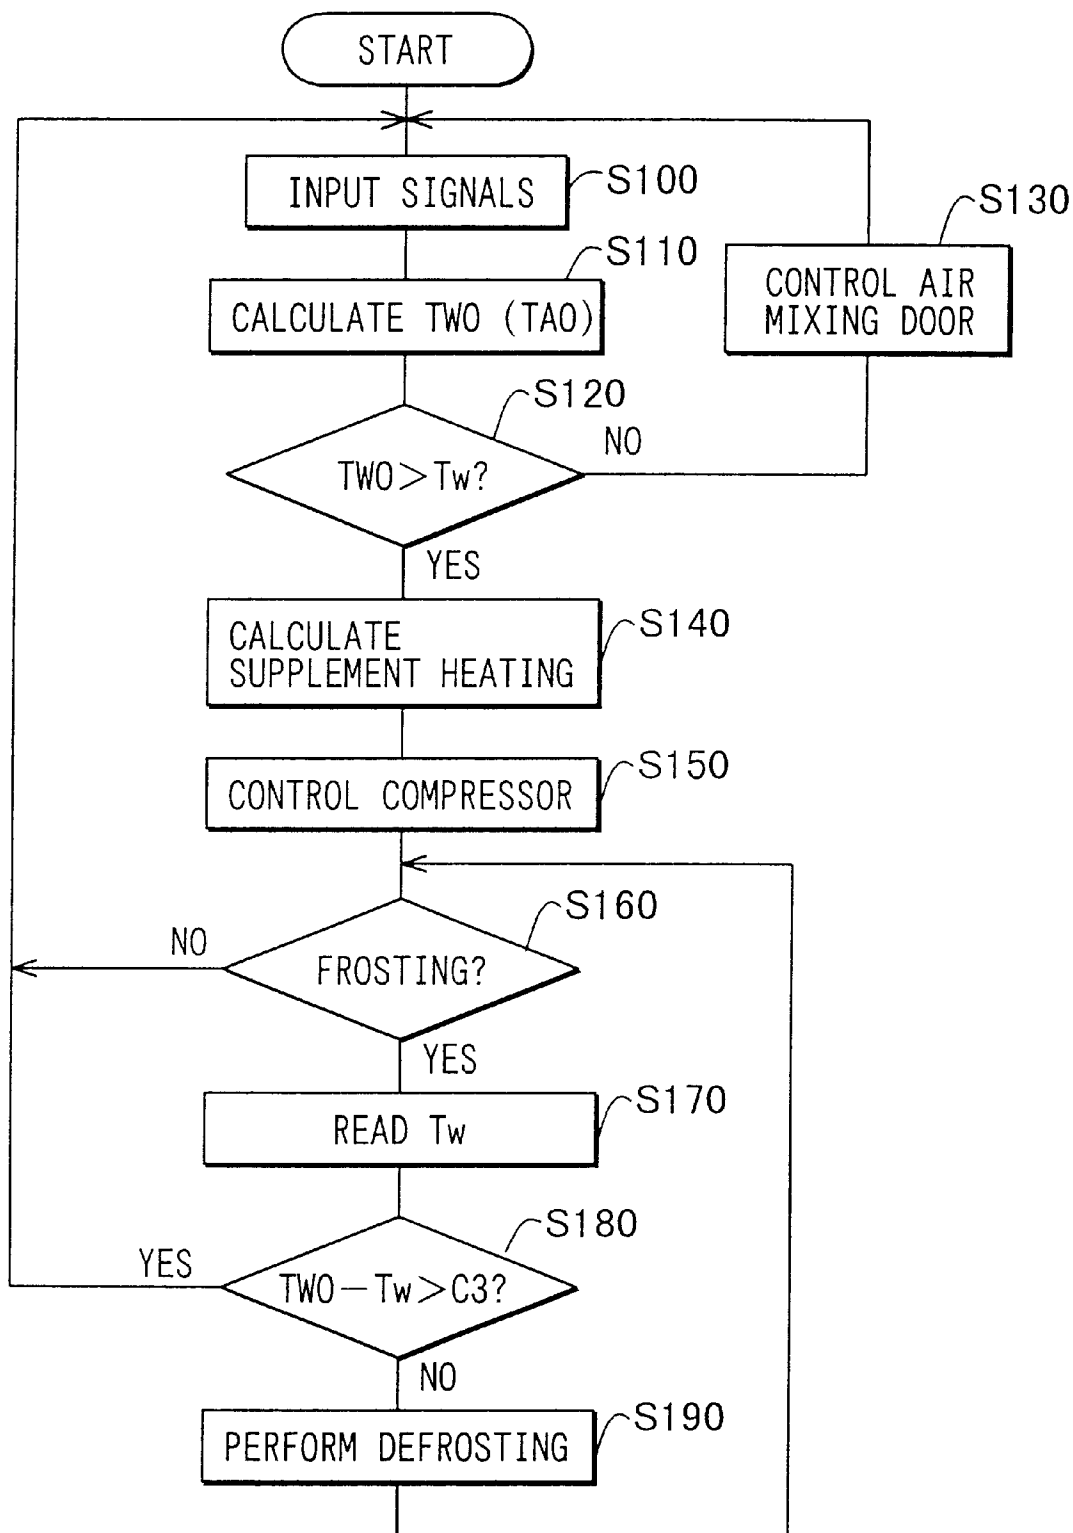 START
INPUT SIGNALS
S100
S110
CALCULATE TWO (TAO)
S130
CONTROL AIR
MIXING DOOR
S120
TWO>Tw?
NO
YES
CALCULATE
SUPPLEMENT HEATING
S140
CONTROL COMPRESSOR
S150
S160
FROSTING?
NO
YES
READ Tw
S170
S180
TWO−Tw>C3?
YES
NO
PERFORM DEFROSTING
S190